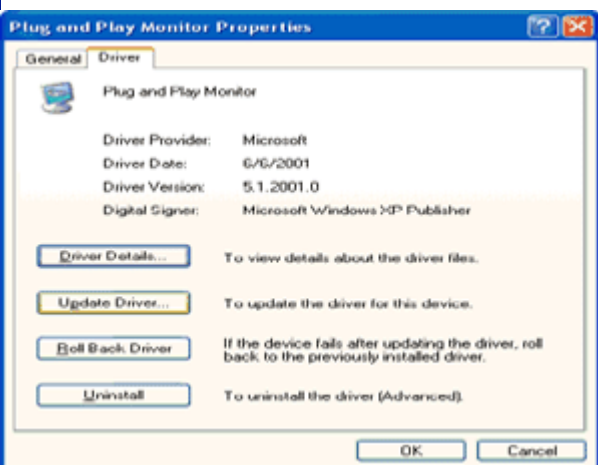 Plug and Play Monitor Properties
General Driver
Plug and Play Monitor
Driver Provider: Microsoft
Driver Date: 6/6/2001
Driver Version: 5.1.2001.0
Digital Signer: Microsoft Windows XP Publisher
Driver Details... To view details about the driver files.
Update Driver... To update the driver for this device.
Roll Back Driver If the device fails after updating the driver, roll
back to the previously installed driver.
Uninstall To uninstall the driver (Advanced).
OK Cancel